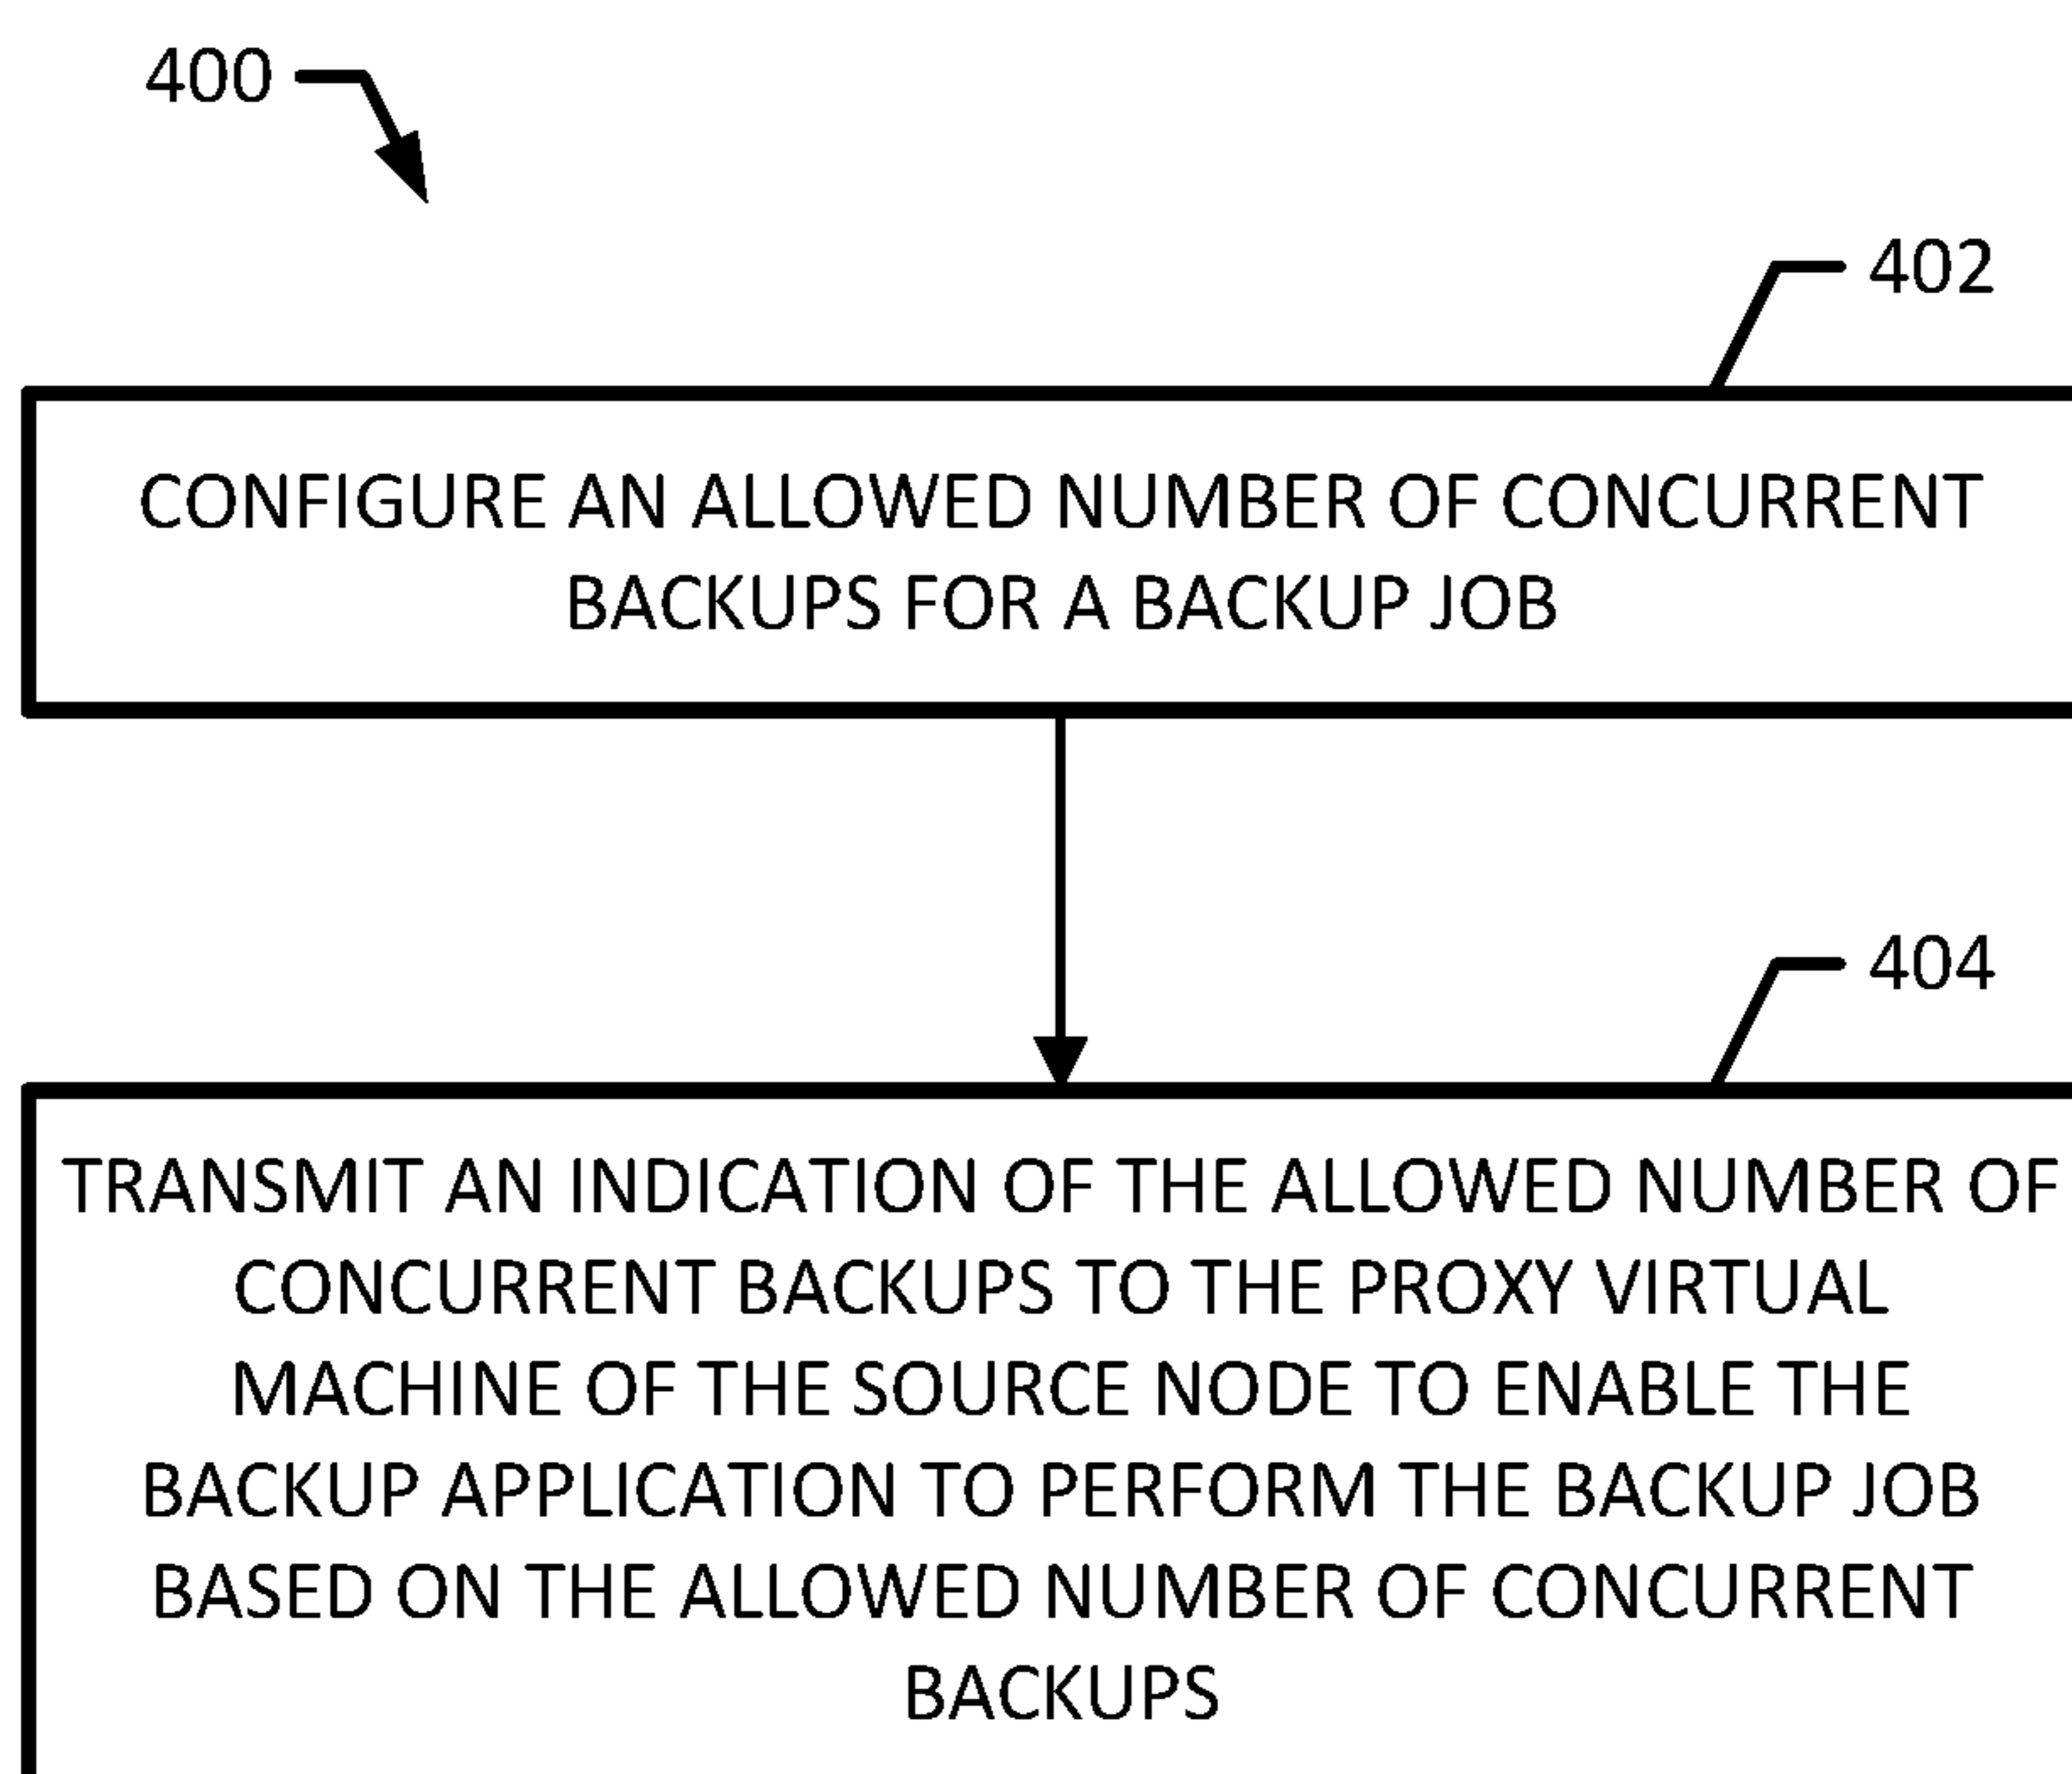 400
402
CONFIGURE AN ALLOWED NUMBER OF CONCURRENT
BACKUPS FOR A BACKUP JOB
404
TRANSMIT AN INDICATION OF THE ALLOWED NUMBER OF
CONCURRENT BACKUPS TO THE PROXY VIRTUAL
MACHINE OF THE SOURCE NODE TO ENABLE THE
BACKUP APPLICATION TO PERFORM THE BACKUP JOB
BASED ON THE ALLOWED NUMBER OF CONCURRENT
BACKUPS